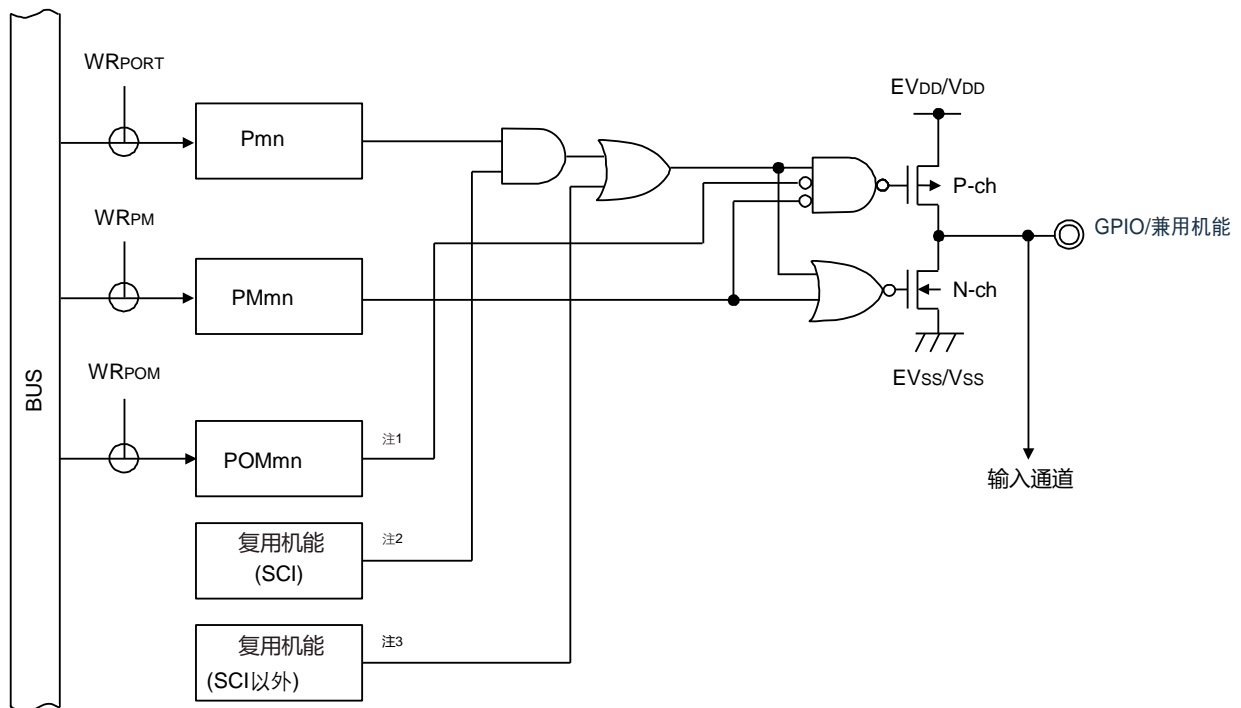 WRPORT
Pmn
EVDD/VDD
P-ch
GPIO/兼用机能
WRPM
PMmn
N-ch
EVSS/VSS
WRPOM
BUS
POMmn
注1
输入通道
复用机能
(SCI)
注2
复用机能
(SCI以外)
注3